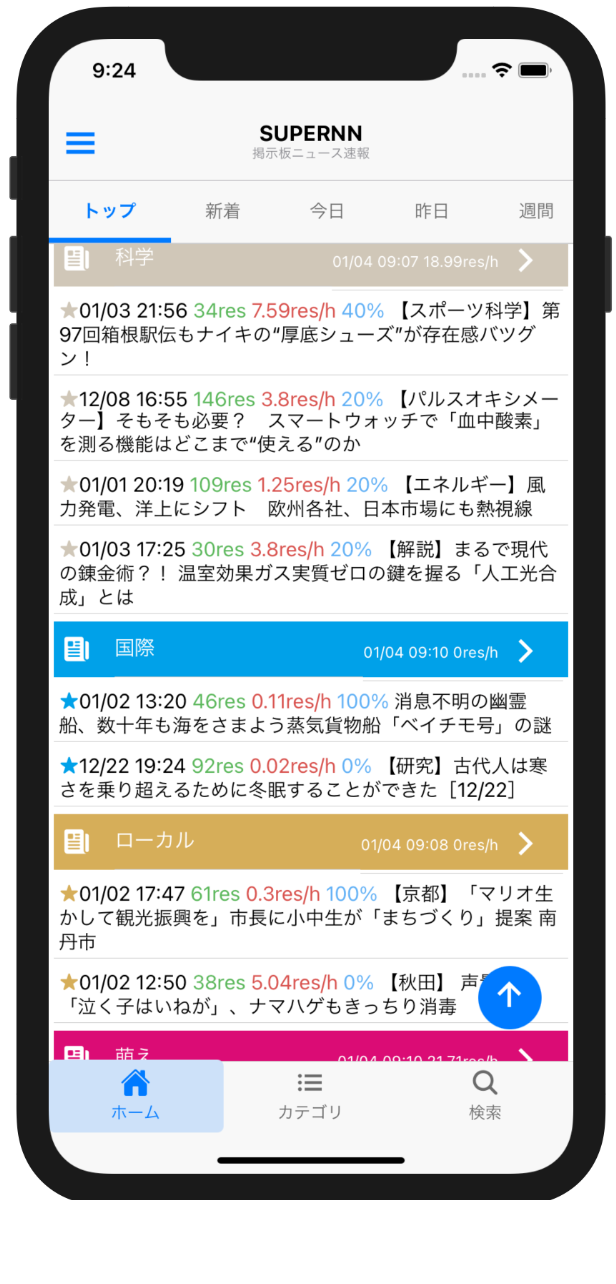 9:24
SUPERNN
掲示板ニュース速報
トップ 新着 今日 昨日 週間
科学 01/04 09:07 18.99res/h
★01/03 21:56 34res 7.59res/h 40% 【スポーツ科学】第
97回箱根駅伝もナイキの“厚底シューズ”が存在感バツグ
ン！
★12/08 16:55 146res 3.8res/h 20% 【パルスオキシメー
ター】そもそも必要？　スマートウォッチで「血中酸素」
を測る機能はどこまで“使える”のか
★01/01 20:19 109res 1.25res/h 20% 【エネルギー】風
力発電、洋上にシフト　欧州各社、日本市場にも熱視線
★01/03 17:25 30res 3.8res/h 20% 【解説】まるで現代
の錬金術？！ 温室効果ガス実質ゼロの鍵を握る「人工光合
成」とは
国際 01/04 09:10 0res/h
★01/02 13:20 46res 0.11res/h 100% 消息不明の幽霊
船、数十年も海をさまよう蒸気貨物船「ベイチモ号」の謎
★12/22 19:24 92res 0.02res/h 0% 【研究】古代人は寒
さを乗り超えるために冬眠することができた［12/22］
ローカル 01/04 09:08 0res/h
★01/02 17:47 61res 0.3res/h 100% 【京都】「マリオ生
かして観光振興を」市長に小中生が「まちづくり」提案 南
丹市
★01/02 12:50 38res 5.04res/h 0% 【秋田】 声
「泣く子はいねが」、ナマハゲもきっちり消毒
萌え 01/04 09:10 21.71res/h
ホーム カテゴリ 検索